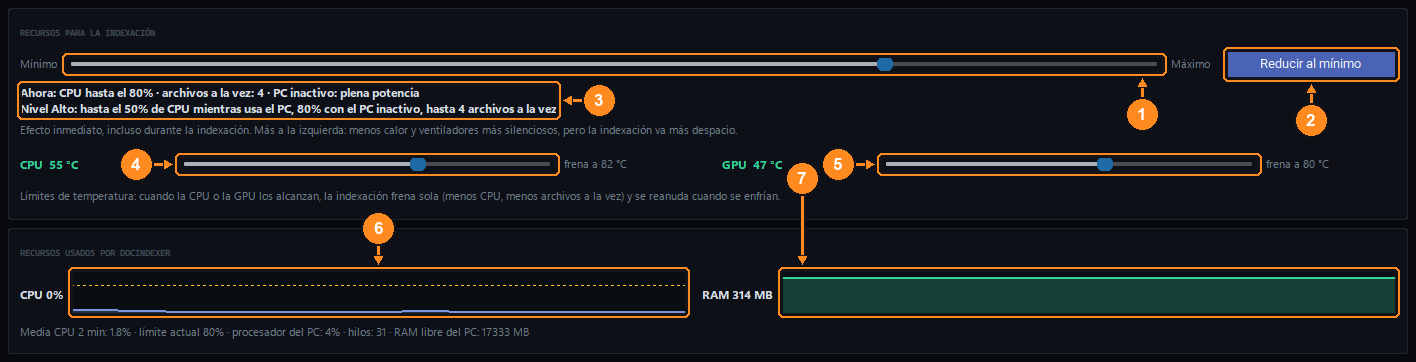 RECURSOS PARA LA INDEXACIÓN
Mínimo
Máximo
Reducir al mínimo
Ahora: CPU hasta el 80% · archivos a la vez: 4 · PC inactivo: plena potencia
Nivel Alto: hasta el 50% de CPU mientras usa el PC, 80% con el PC inactivo, hasta 4 archivos a la vez
3
1
2
Efecto inmediato, incluso durante la indexación. Más a la izquierda: menos calor y ventiladores más silenciosos, pero la indexación va más despacio.
CPU 55 °C
4
frena a 82 °C
GPU 47 °C
5
frena a 80 °C
7
Límites de temperatura: cuando la CPU o la GPU los alcanzan, la indexación frena sola (menos CPU, menos archivos a la vez) y se reanuda cuando se enfrían.
6
RECURSOS USADOS POR DOCINDEXER
CPU 0%
RAM 314 MB
Media CPU 2 min: 1.8% · límite actual 80% · procesador del PC: 4% · hilos: 31 · RAM libre del PC: 17333 MB